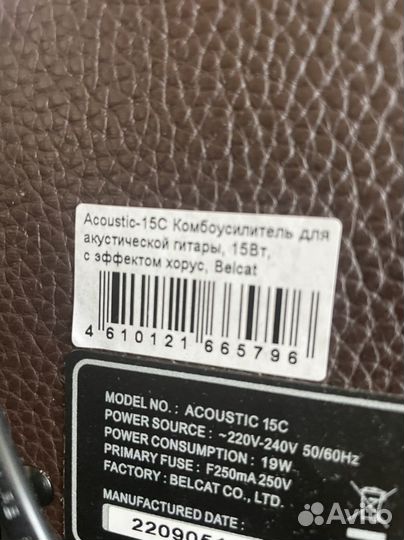 Acoustic-15C Комбоусилитель для
акустической гитары, 15Вт,
с эффектом хорус, Belcat
4 610121 665796
MODEL NO. : ACOUSTIC 15C
POWER SOURCE : ~220V-240V 50/60Hz
POWER CONSUMPTION : 19W
PRIMARY FUSE : F250mA 250V
FACTORY : BELCAT CO., LTD.
MANUFACTURED DATE :
Avito